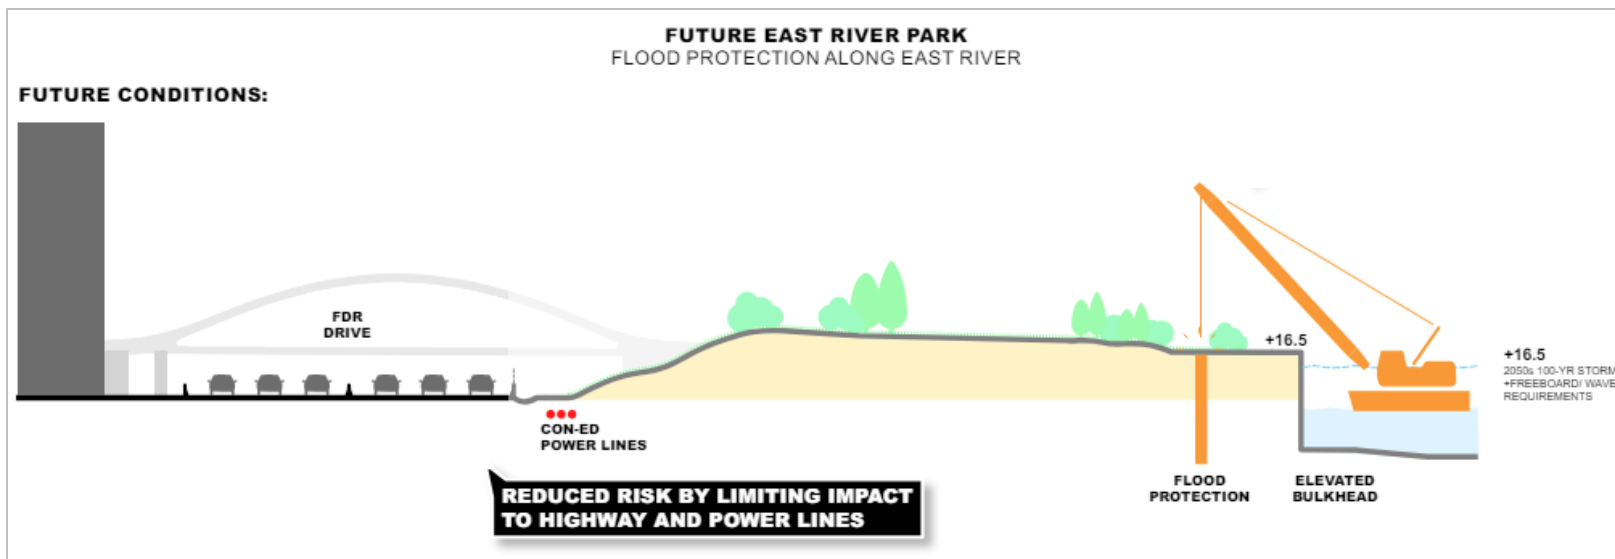 FUTURE EAST RIVER PARK
FLOOD PROTECTION ALONG EAST RIVER
FUTURE CONDITIONS:
FDR
DRIVE
+16.5
+16.5
2050s 100-YR STORM
+FREEBOARD/ WAVE
REQUIREMENTS
CON-ED
POWER LINES
FLOOD
PROTECTION
ELEVATED
BULKHEAD
REDUCED RISK BY LIMITING IMPACT
TO HIGHWAY AND POWER LINES